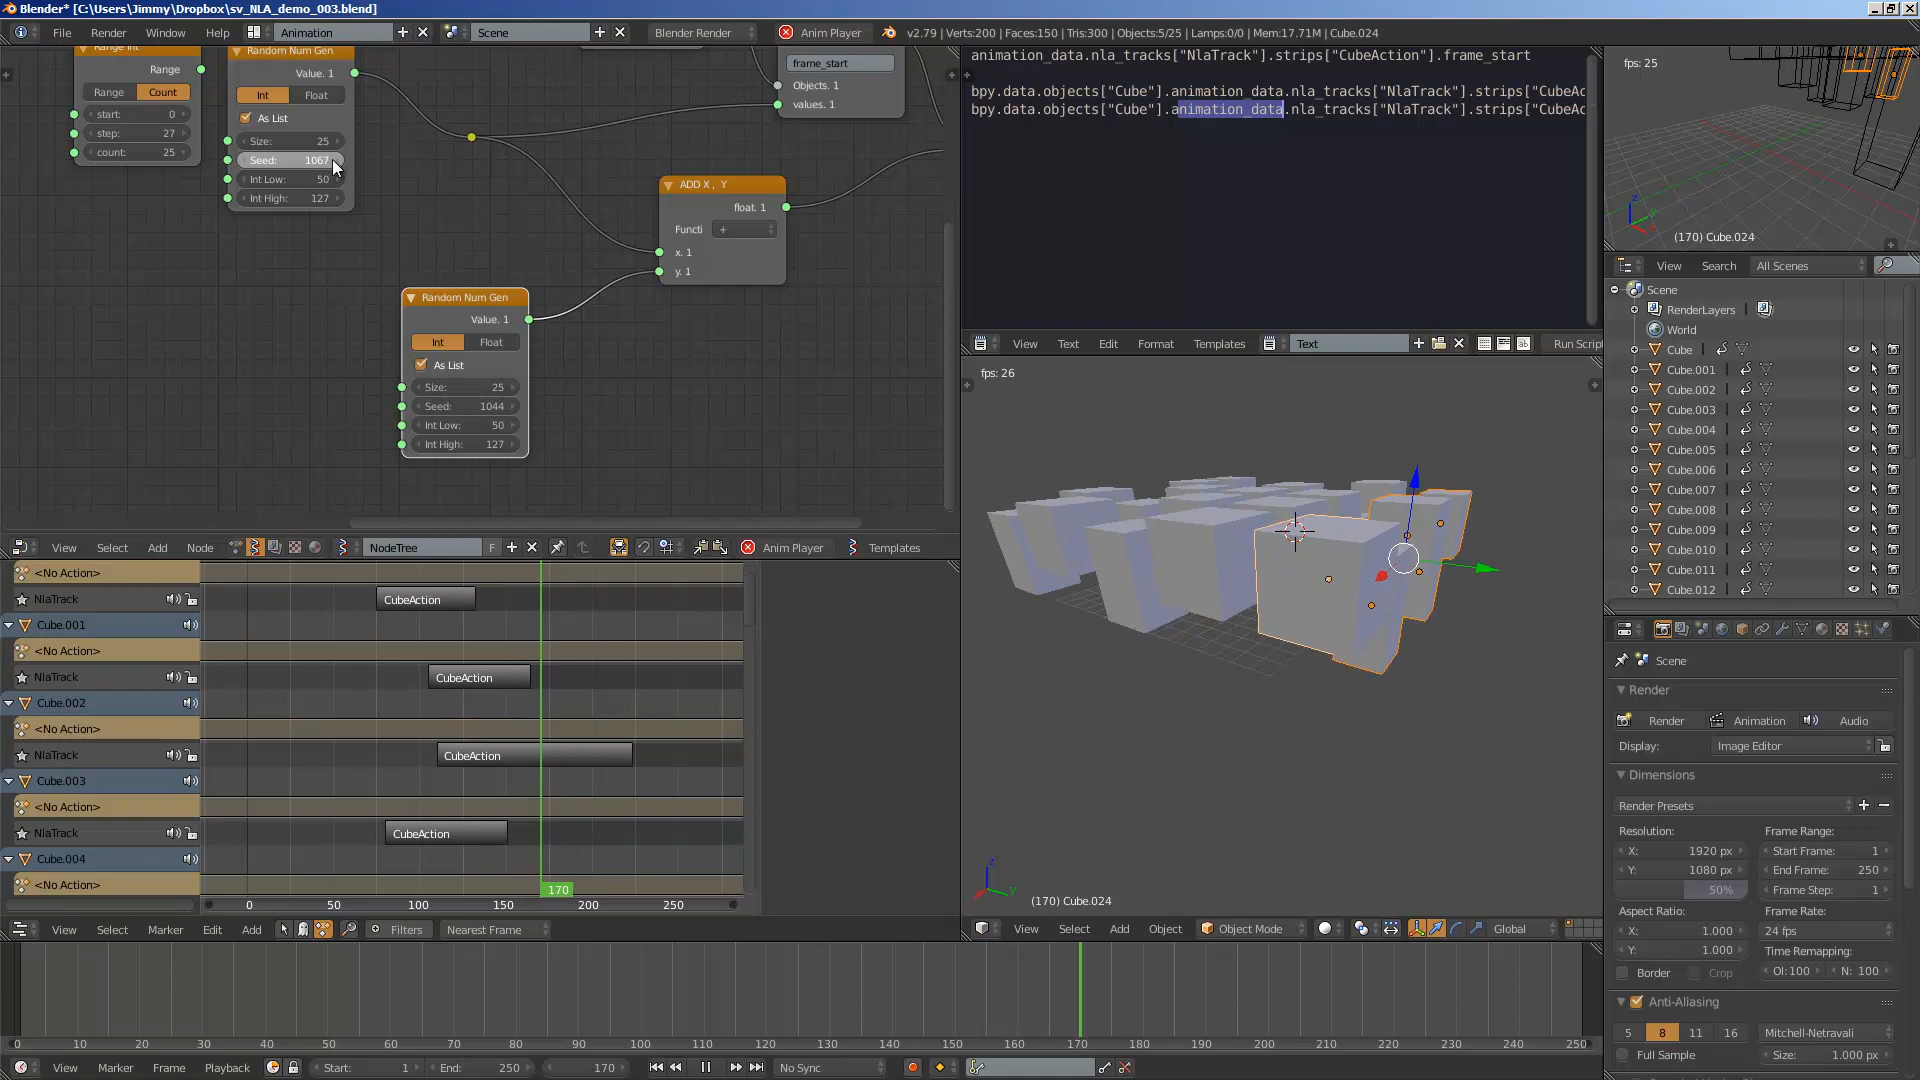 Blender* [C:\Users\Jimmy\Dropbox\sv_NLA_demo_003.blend]
File Render Window Help Animation Scene Blender Render Anim Player v2.79 | Verts:200 | Faces:150 | Tris:300 | Objects:5/25 | Lamps:0/0 | Mem:17.71M | Cube.024
Range Int
Range
Range Count
start: 0
step: 27
count: 25
Random Num Gen
Value. 1
Int Float
As List
Size: 25
Seed: 1067
Int Low: 50
Int High: 127
frame_start
Objects. 1
values. 1
ADD X , Y
float. 1
Functi +
x. 1
y. 1
Random Num Gen
Value. 1
Int Float
As List
Size: 25
Seed: 1044
Int Low: 50
Int High: 127
View Select Add Node NodeTree F Anim Player Templates
animation_data.nla_tracks["NlaTrack"].strips["CubeAction"].frame_start
bpy.data.objects["Cube"].animation_data.nla_tracks["NlaTrack"].strips["CubeAc
bpy.data.objects["Cube"].animation_data.nla_tracks["NlaTrack"].strips["CubeAc
View Text Edit Format Templates Text Run Scrip
fps: 25
(170) Cube.024
View Search All Scenes
Scene
RenderLayers
World
Cube
Cube.001
Cube.002
Cube.003
Cube.004
Cube.005
Cube.006
Cube.007
Cube.008
Cube.009
Cube.010
Cube.011
Cube.012
fps: 26
(170) Cube.024
View Select Add Object Object Mode Global
<No Action>
NlaTrack CubeAction
Cube.001
<No Action>
NlaTrack CubeAction
Cube.002
<No Action>
NlaTrack CubeAction
Cube.003
<No Action>
NlaTrack CubeAction
Cube.004
<No Action>
170
0 50 100 150 200 250
View Select Marker Edit Add Filters Nearest Frame
Scene
Render
Render Animation Audio
Display: Image Editor
Dimensions
Render Presets
Resolution: Frame Range:
X: 1920 px Start Frame: 1
Y: 1080 px End Frame: 250
50% Frame Step: 1
Aspect Ratio: Frame Rate:
X: 1.000 24 fps
Y: 1.000 Time Remapping:
Border Crop Ol:100 N: 100
Anti-Aliasing
5 8 11 16 Mitchell-Netravali
Full Sample Size: 1.000 px
0 10 20 30 40 50 60 70 80 90 100 110 120 130 140 150 160 170 180 190 200 210 220 230 240 250
View Marker Frame Playback Start: 1 End: 250 170 No Sync